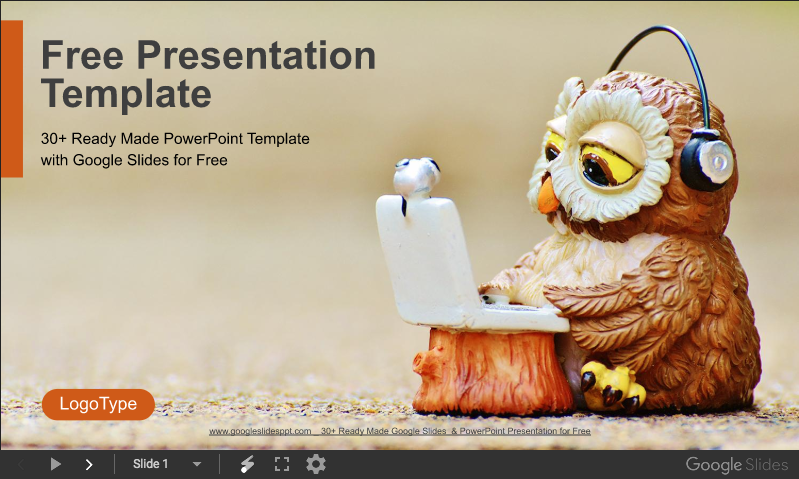 Free Presentation
Template
30+ Ready Made PowerPoint Template
with Google Slides for Free
LogoType
www.googleslidesppt.com _ 30+ Ready Made Google Slides & PowerPoint Presentation for Free
Slide 1
Google Slides